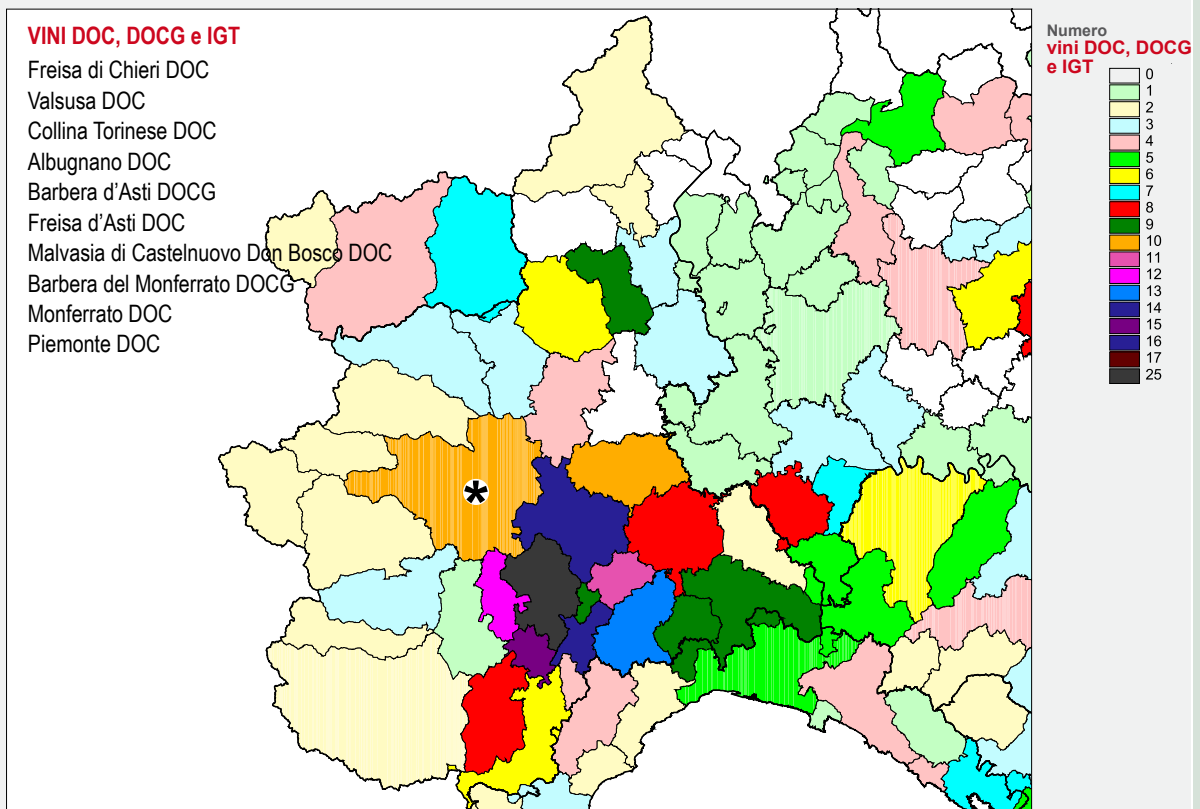 VINI DOC, DOCG e IGT
Freisa di Chieri DOC
Valsusa DOC
Collina Torinese DOC
Albugnano DOC
Barbera d'Asti DOCG
Freisa d'Asti DOC
Malvasia di Castelnuovo Don Bosco DOC
Barbera del Monferrato DOCG
Monferrato DOC
Piemonte DOC
*
Numero
vini DOC, DOCG
e IGT
0
1
2
3
4
5
6
7
8
9
10
11
12
13
14
15
16
17
25